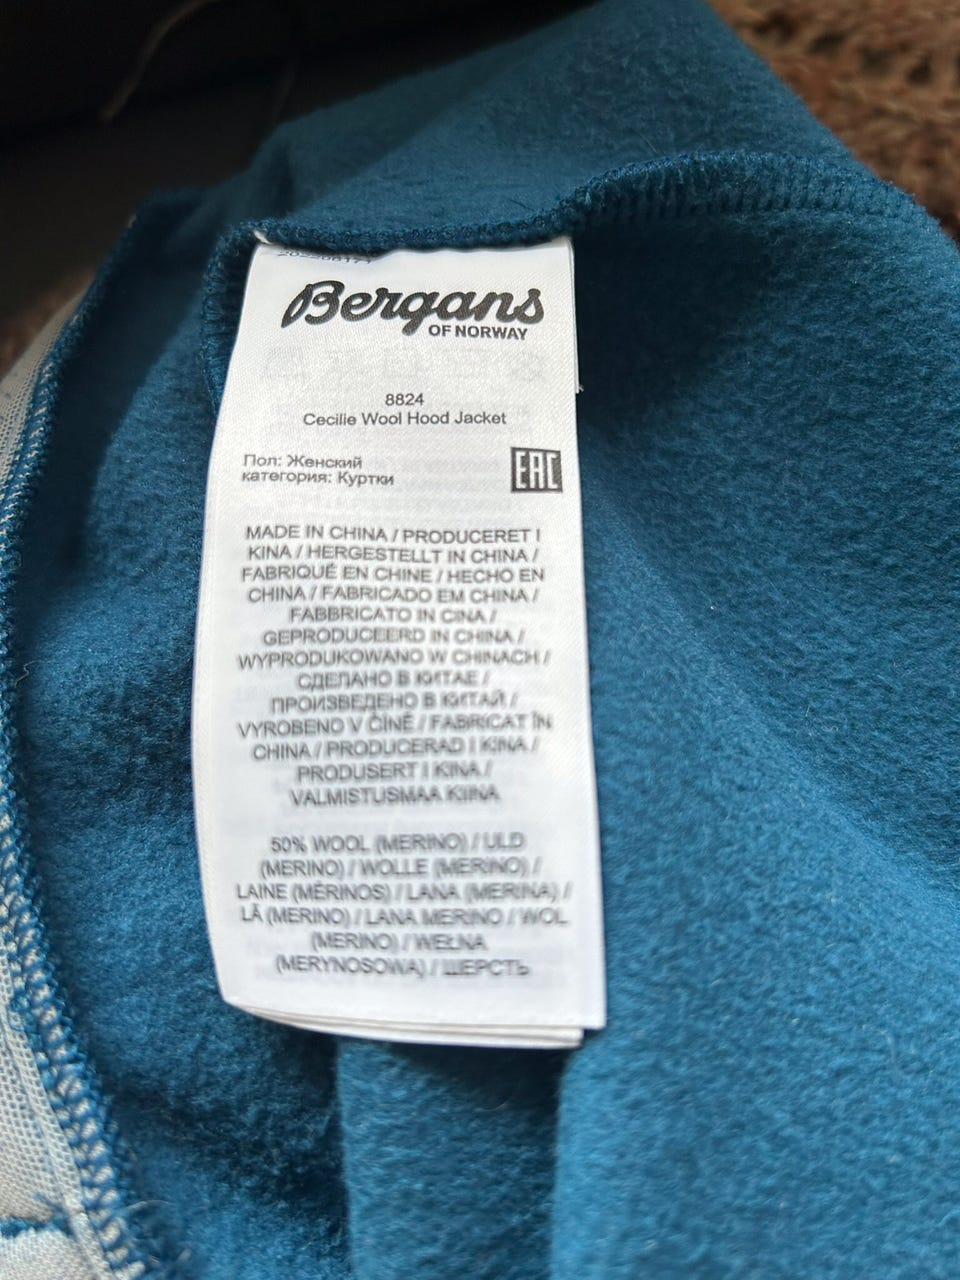 Bergans
OF NORWAY
8824
Cecilie Wool Hood Jacket
Пол: Женский
категория: Куртки
EAC
MADE IN CHINA / PRODUCERET I
KINA / HERGESTELLT IN CHINA /
FABRIQUÉ EN CHINE / HECHO EN
CHINA / FABRICADO EM CHINA /
FABBRICATO IN CINA /
GEPRODUCEERD IN CHINA /
WYPRODUKOWANO W CHINACH /
СДЕЛАНО В КИТАЕ /
ПРОИЗВЕДЕНО В КИТАЙ /
VYROBENO V ČÍNĚ / FABRICAT ÎN
CHINA / PRODUCERAD I KINA /
PRODUSERT I KINA /
VALMISTUSMAA KIINA
50% WOOL (MERINO) / ULD
(MERINO) / WOLLE (MERINO) /
LAINE (MÉRINOS) / LANA (MERINA) /
LÃ (MERINO) / LANA MERINO / WOL
(MERINO) / WEŁNA
(MERYNOSOWA) / ШЕРСТЬ